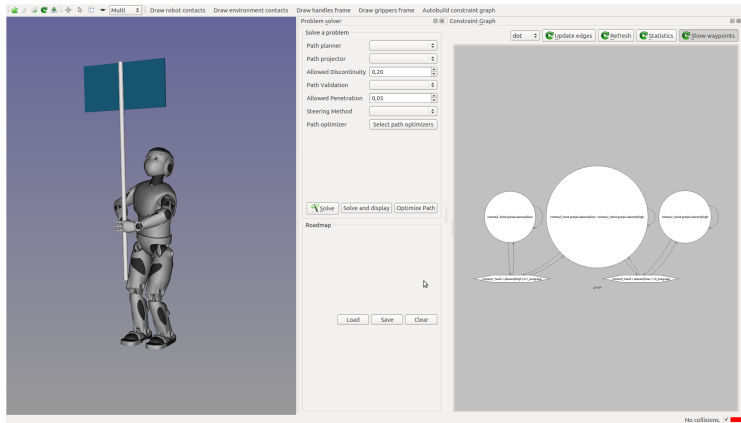 Multi
Draw robot contacts
Draw environment contacts
Draw handles frame
Draw grippers frame
Autobuild constraint graph
Problem solver
Solve a problem
Path planner
Path projector
Allowed Discontinuity 0,20
Path Validation
Allowed Penetration 0,05
Steering Method
Path optimizer Select path optimizers
Solve Solve and display Optimize Path
Roadmap
Load Save Clear
Constraint Graph
dot Update edges Refresh Statistics Show waypoints
graph
No collisions.